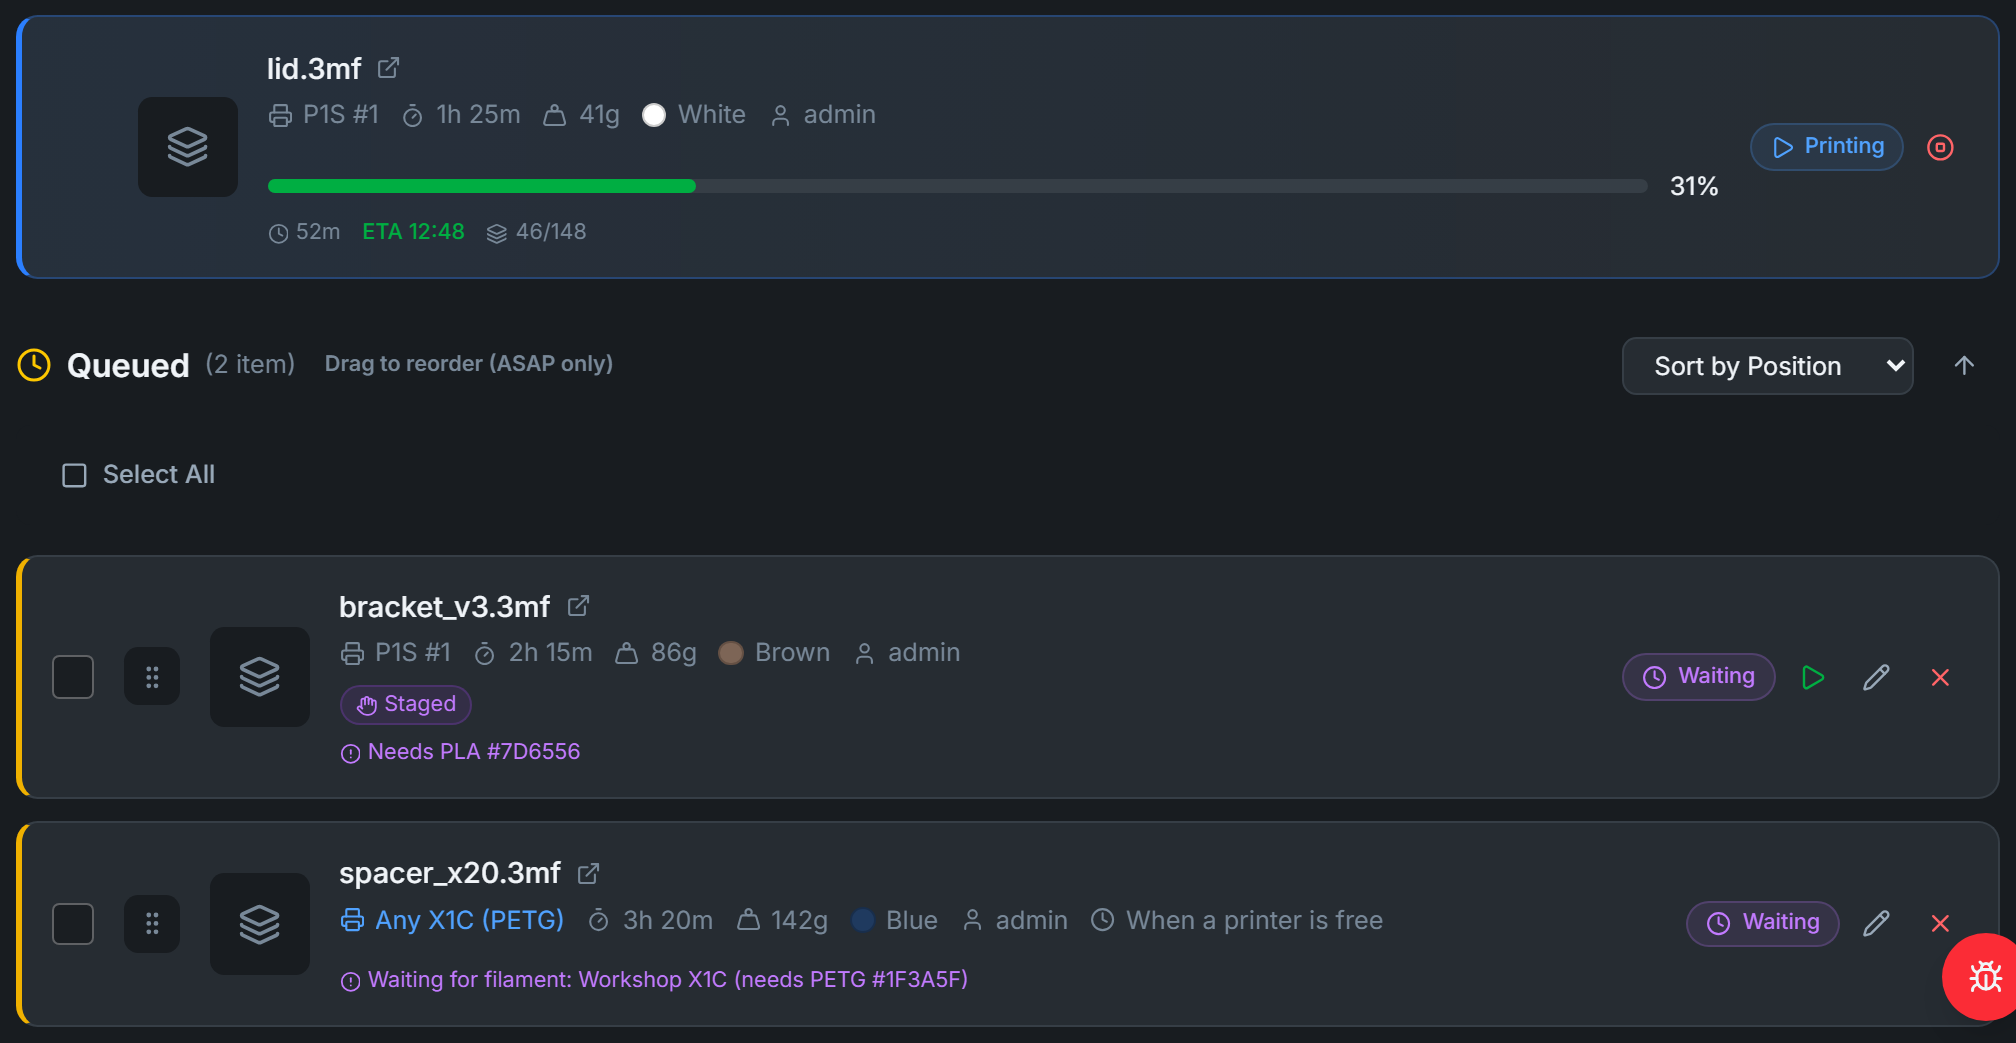 lid.3mf
P1S #1 1h 25m 41g White admin
Printing
31%
52m ETA 12:48 46/148
Queued (2 item) Drag to reorder (ASAP only)
Sort by Position
Select All
bracket_v3.3mf
P1S #1 2h 15m 86g Brown admin
Waiting
Staged
Needs PLA #7D6556
spacer_x20.3mf
Any X1C (PETG) 3h 20m 142g Blue admin When a printer is free
Waiting
Waiting for filament: Workshop X1C (needs PETG #1F3A5F)